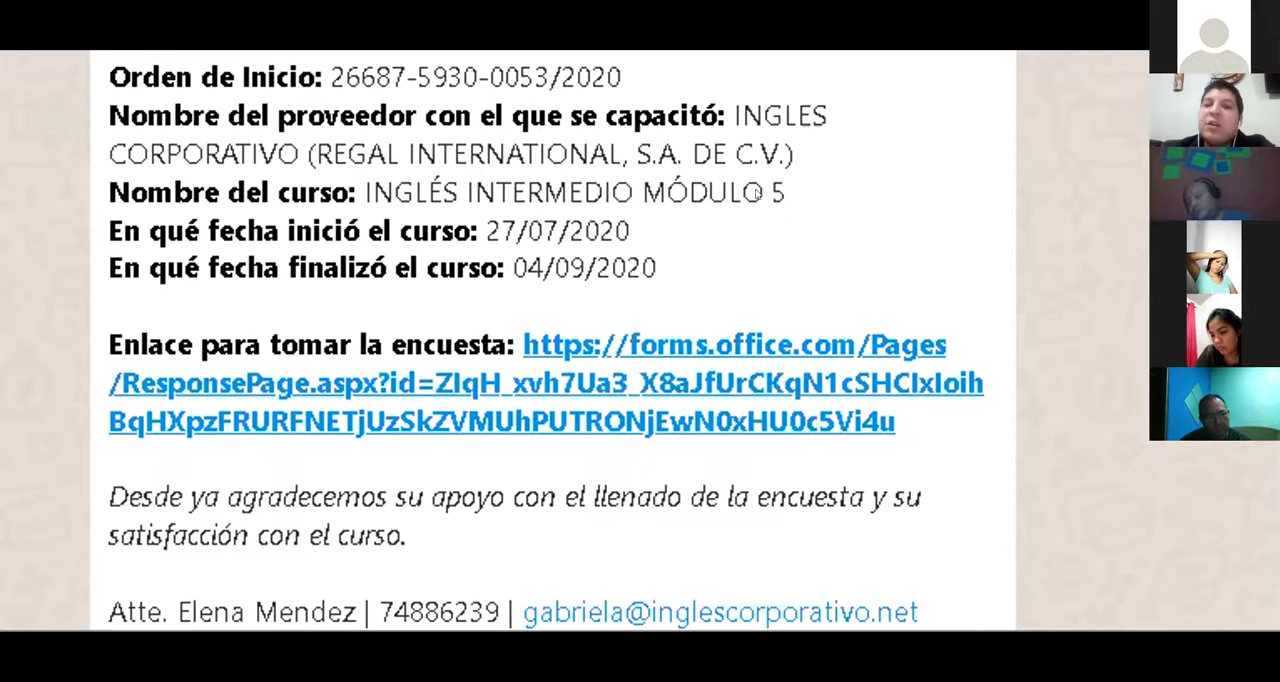 Orden de Inicio: 26687-5930-0053/2020
Nombre del proveedor con el que se capacitó: INGLES
CORPORATIVO (REGAL INTERNATIONAL, S.A. DE C.V.)
Nombre del curso: INGLÉS INTERMEDIO MÓDULO 5
En qué fecha inició el curso: 27/07/2020
En qué fecha finalizó el curso: 04/09/2020
Enlace para tomar la encuesta: https://forms.office.com/Pages
/ResponsePage.aspx?id=ZIqH_xvh7Ua3_X8aJfUrCKqN1cSHCIxIoih
BqHXpzFRURFNETjUzSkZVMUhPUTRONjEwN0xHU0c5Vi4u
Desde ya agradecemos su apoyo con el llenado de la encuesta y su
satisfacción con el curso.
Atte. Elena Mendez | 74886239 | gabriela@inglescorporativo.net